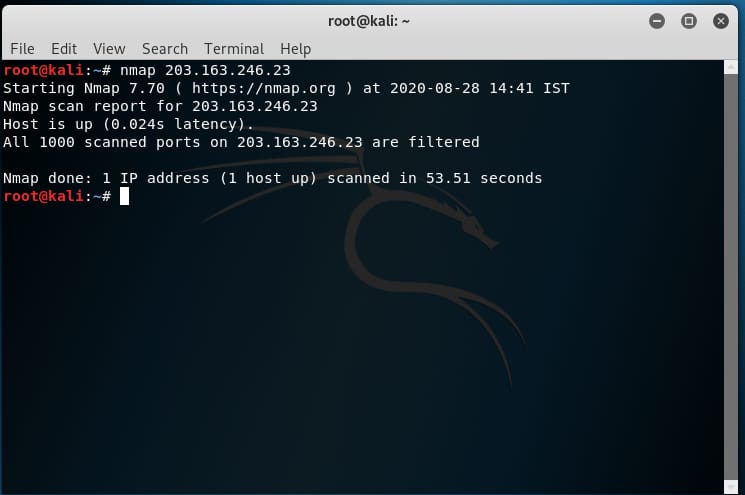 root@kali: ~
File Edit View Search Terminal Help
root@kali:~# nmap 203.163.246.23
Starting Nmap 7.70 ( https://nmap.org ) at 2020-08-28 14:41 IST
Nmap scan report for 203.163.246.23
Host is up (0.024s latency).
All 1000 scanned ports on 203.163.246.23 are filtered
Nmap done: 1 IP address (1 host up) scanned in 53.51 seconds
root@kali:~#